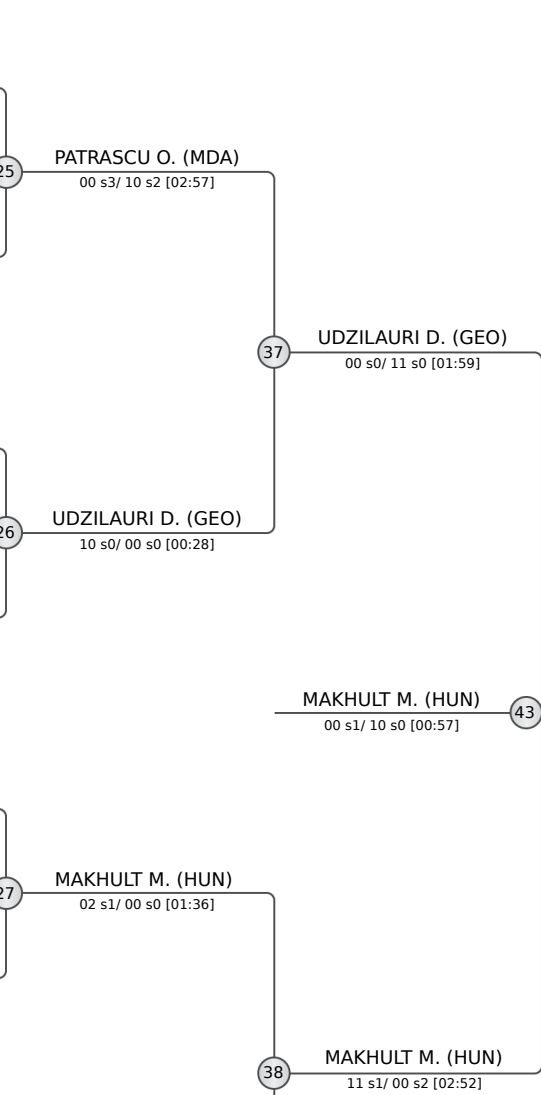 PATRASCU O. (MDA)
25
00 s3/ 10 s2 [02:57]
UDZILAURI D. (GEO)
37
00 s0/ 11 s0 [01:59]
UDZILAURI D. (GEO)
26
10 s0/ 00 s0 [00:28]
MAKHULT M. (HUN)
43
00 s1/ 10 s0 [00:57]
MAKHULT M. (HUN)
27
02 s1/ 00 s0 [01:36]
MAKHULT M. (HUN)
38
11 s1/ 00 s2 [02:52]